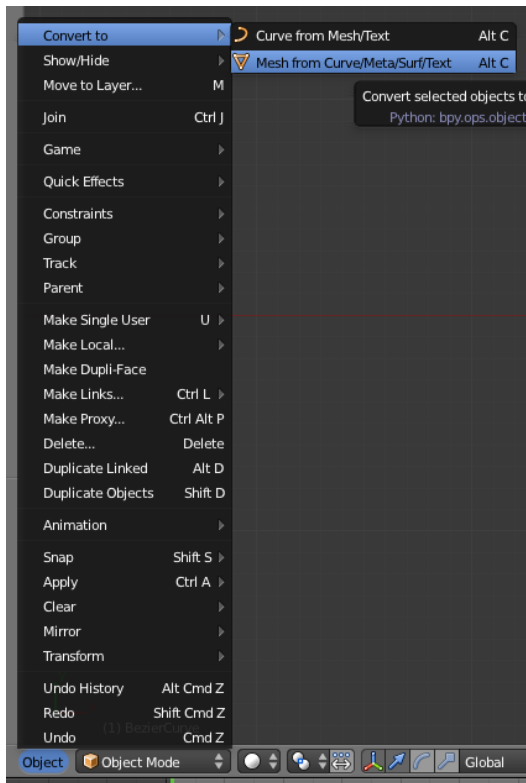 Convert to
Curve from Mesh/Text Alt C
Show/Hide
Mesh from Curve/Meta/Surf/Text Alt C
Move to Layer... M
Convert selected objects to
Python: bpy.ops.object
Join Ctrl J
Game
Quick Effects
Constraints
Group
Track
Parent
Make Single User U
Make Local...
Make Dupli-Face
Make Links... Ctrl L
Make Proxy... Ctrl Alt P
Delete... Delete
Duplicate Linked Alt D
Duplicate Objects Shift D
Animation
Snap Shift S
Apply Ctrl A
Clear
Mirror
Transform
Undo History Alt Cmd Z
Redo Shift Cmd Z
(1) BezierCurve
Undo Cmd Z
Object Object Mode Global